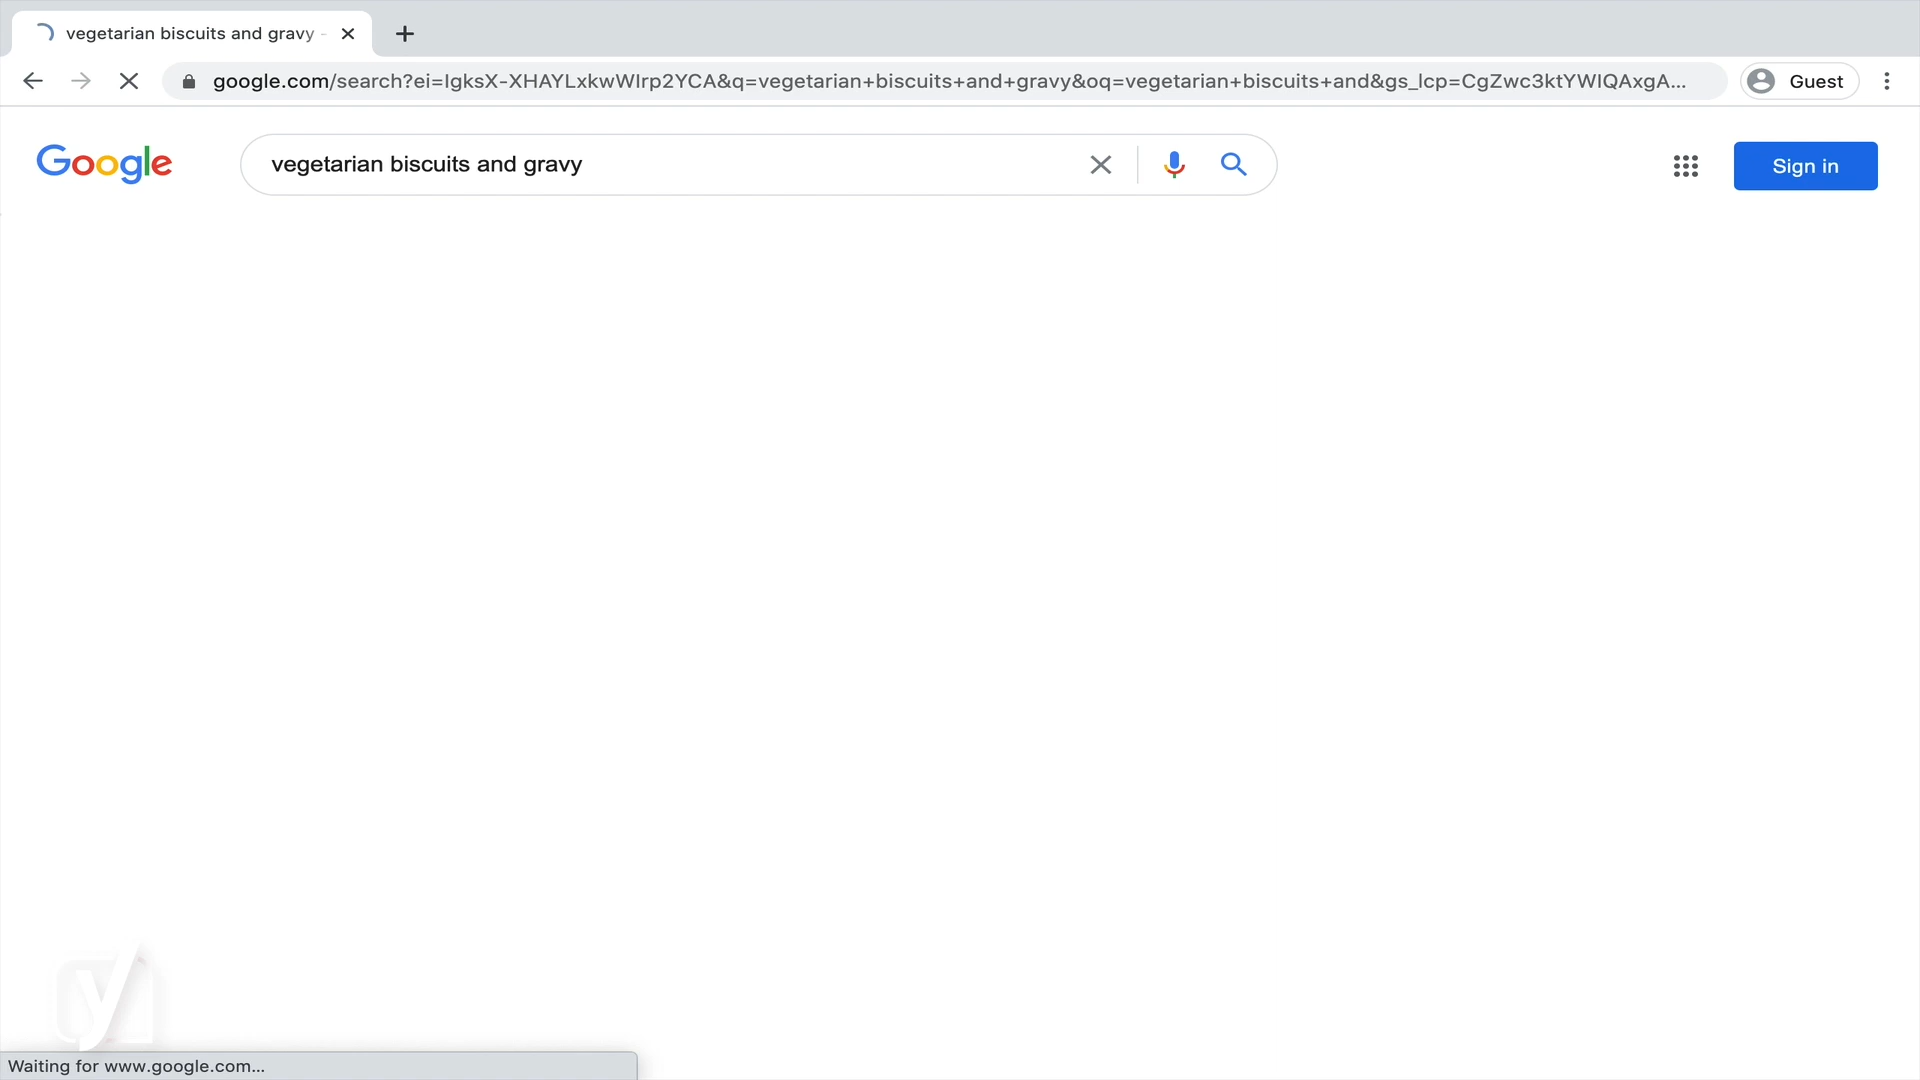 vegetarian biscuits and gravy -
google.com/search?ei=IgksX-XHAYLxkwWIrp2YCA&q=vegetarian+biscuits+and+gravy&oq=vegetarian+biscuits+and&gs_lcp=CgZwc3ktYWIQAxgA...
Guest
Google
vegetarian biscuits and gravy
Sign in
y
Waiting for www.google.com...